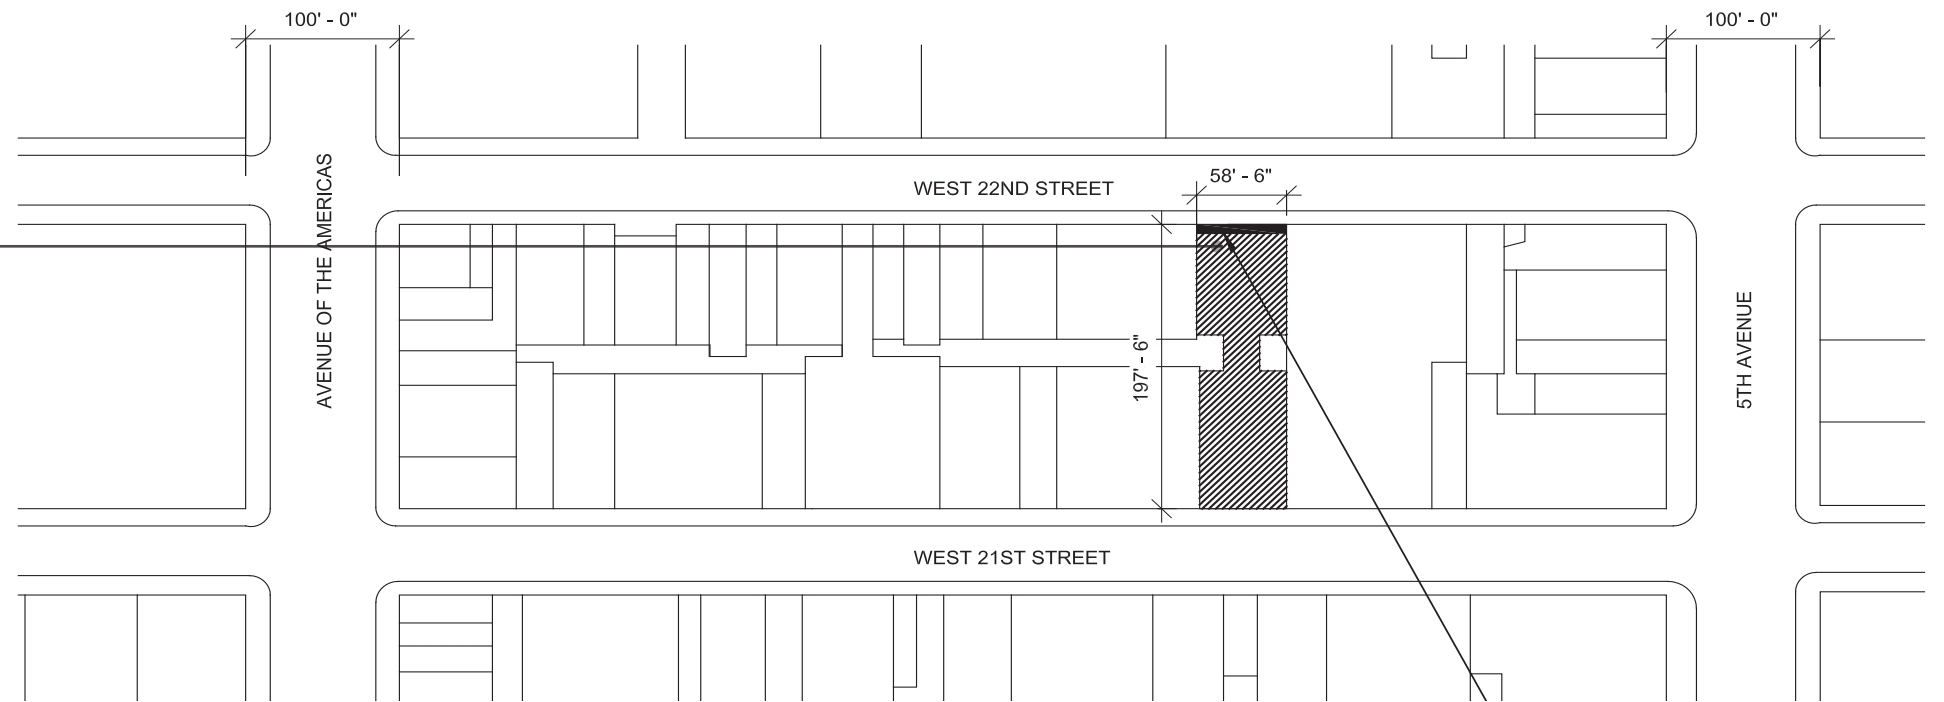 100' - 0"
100' - 0"
WEST 22ND STREET
58' - 6"
AVENUE OF THE AMERICAS
197' - 6"
5TH AVENUE
WEST 21ST STREET